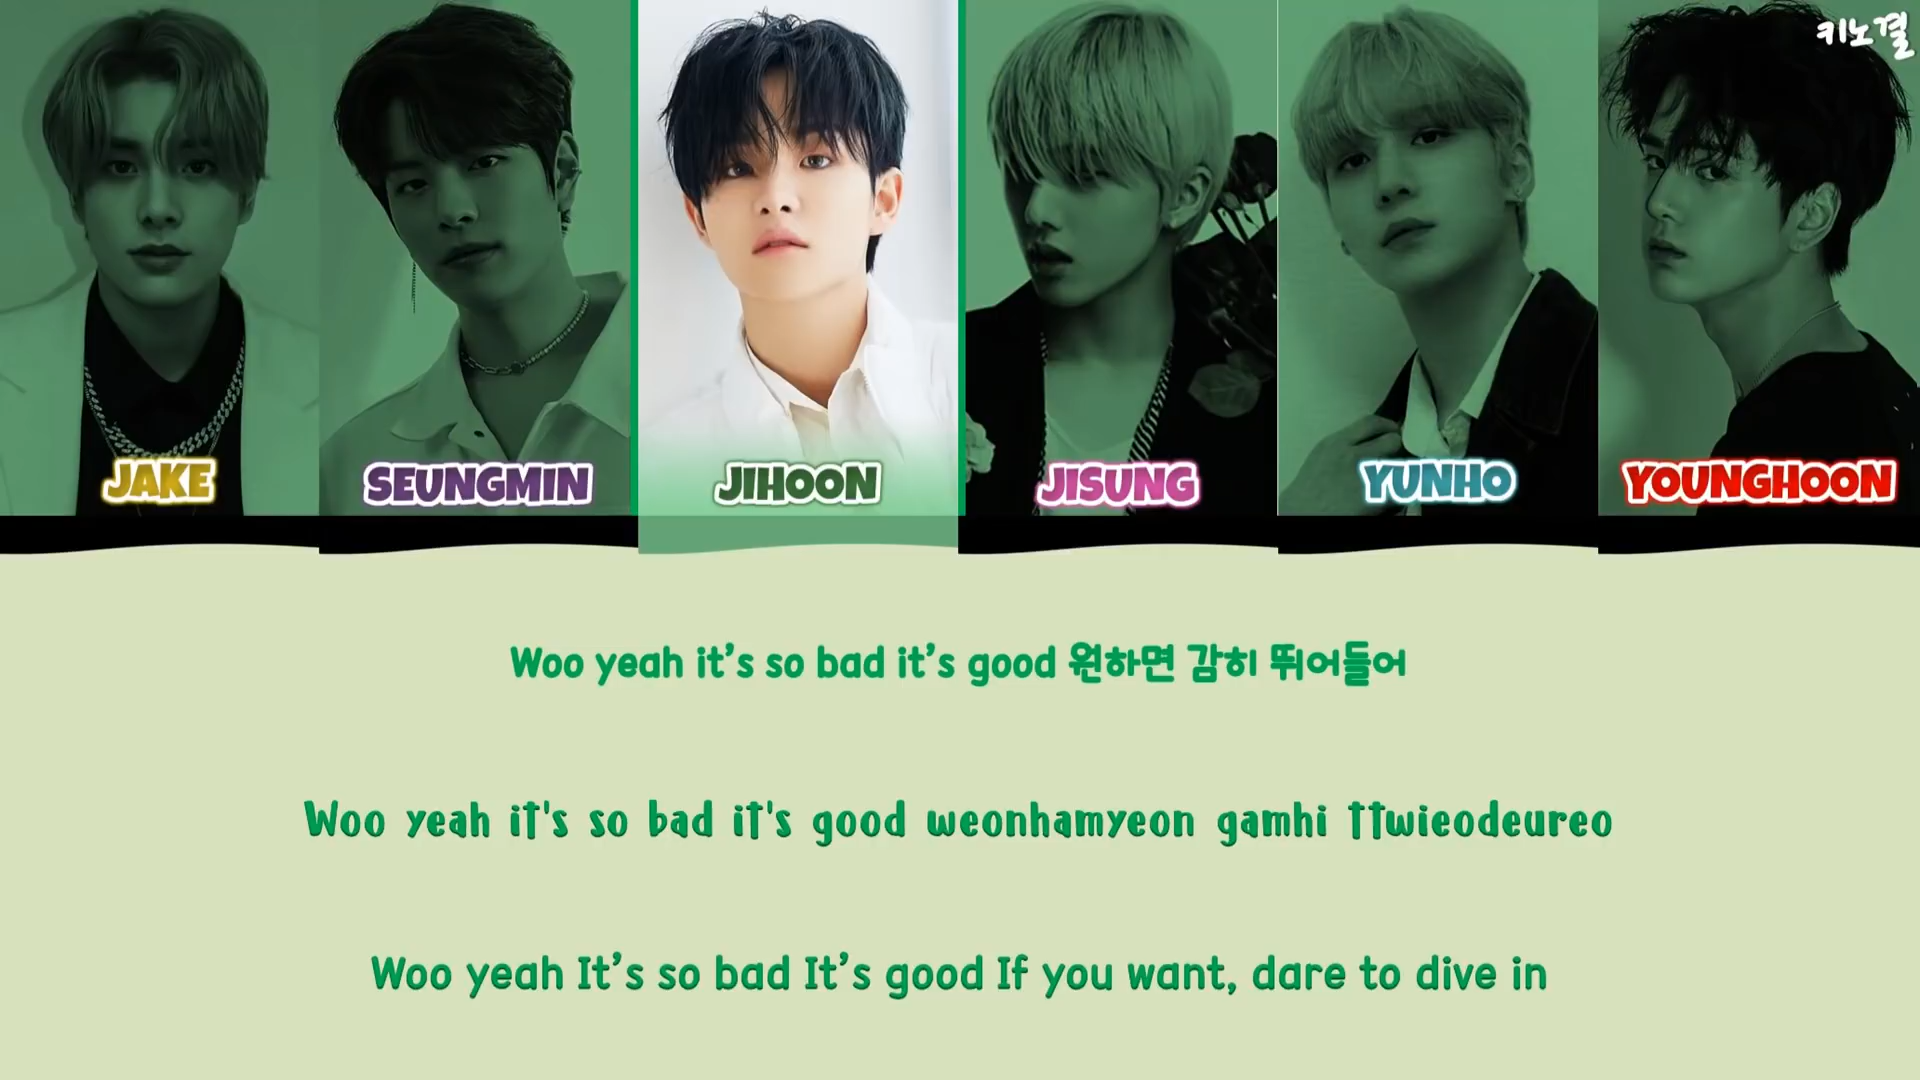 키노결
JAKE
SEUNGMIN
JIHOON
JISUNG
YUNHO
YOUNGHOON
Woo yeah it’s so bad it’s good 원하면 감히 뛰어들어
Woo yeah it's so bad it's good weonhamyeon gamhi ttwieodeureo
Woo yeah It’s so bad It’s good If you want, dare to dive in